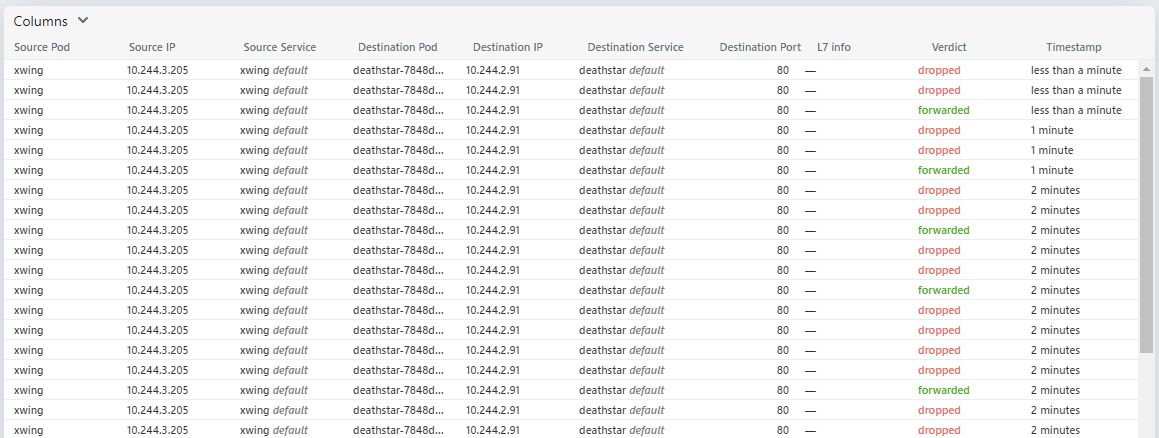 Columns
Source Pod Source IP Source Service Destination Pod Destination IP Destination Service Destination Port L7 info Verdict Timestamp
xwing 10.244.3.205 xwing default deathstar-7848d... 10.244.2.91 deathstar default 80 — dropped less than a minute
xwing 10.244.3.205 xwing default deathstar-7848d... 10.244.2.91 deathstar default 80 — dropped less than a minute
xwing 10.244.3.205 xwing default deathstar-7848d... 10.244.2.91 deathstar default 80 — forwarded less than a minute
xwing 10.244.3.205 xwing default deathstar-7848d... 10.244.2.91 deathstar default 80 — dropped 1 minute
xwing 10.244.3.205 xwing default deathstar-7848d... 10.244.2.91 deathstar default 80 — dropped 1 minute
xwing 10.244.3.205 xwing default deathstar-7848d... 10.244.2.91 deathstar default 80 — forwarded 1 minute
xwing 10.244.3.205 xwing default deathstar-7848d... 10.244.2.91 deathstar default 80 — dropped 2 minutes
xwing 10.244.3.205 xwing default deathstar-7848d... 10.244.2.91 deathstar default 80 — dropped 2 minutes
xwing 10.244.3.205 xwing default deathstar-7848d... 10.244.2.91 deathstar default 80 — forwarded 2 minutes
xwing 10.244.3.205 xwing default deathstar-7848d... 10.244.2.91 deathstar default 80 — dropped 2 minutes
xwing 10.244.3.205 xwing default deathstar-7848d... 10.244.2.91 deathstar default 80 — dropped 2 minutes
xwing 10.244.3.205 xwing default deathstar-7848d... 10.244.2.91 deathstar default 80 — forwarded 2 minutes
xwing 10.244.3.205 xwing default deathstar-7848d... 10.244.2.91 deathstar default 80 — dropped 2 minutes
xwing 10.244.3.205 xwing default deathstar-7848d... 10.244.2.91 deathstar default 80 — dropped 2 minutes
xwing 10.244.3.205 xwing default deathstar-7848d... 10.244.2.91 deathstar default 80 — dropped 2 minutes
xwing 10.244.3.205 xwing default deathstar-7848d... 10.244.2.91 deathstar default 80 — dropped 2 minutes
xwing 10.244.3.205 xwing default deathstar-7848d... 10.244.2.91 deathstar default 80 — forwarded 2 minutes
xwing 10.244.3.205 xwing default deathstar-7848d... 10.244.2.91 deathstar default 80 — dropped 2 minutes
xwing 10.244.3.205 xwing default deathstar-7848d... 10.244.2.91 deathstar default 80 — dropped 2 minutes